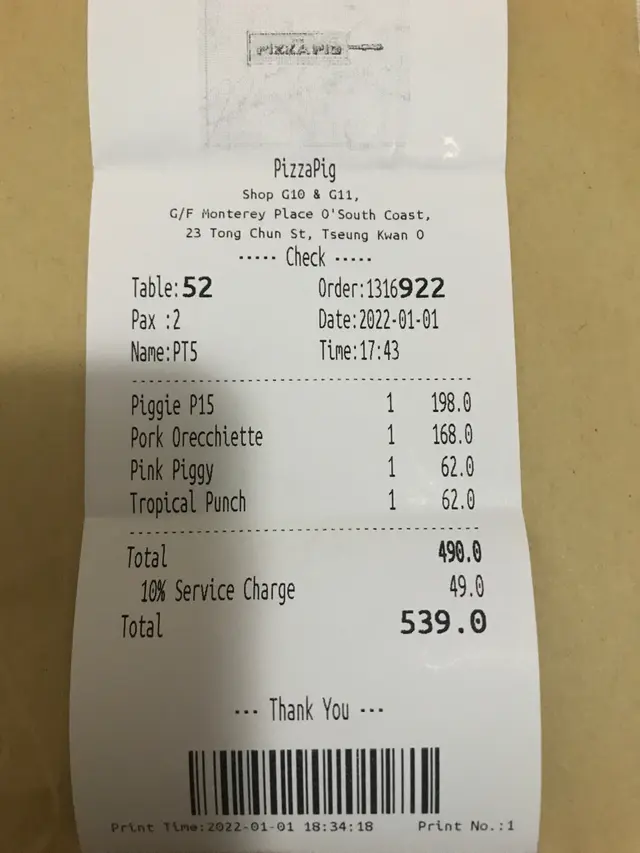 PIZZA PIG
PizzaPig
Shop G10 & G11,
G/F Monterey Place O'South Coast,
23 Tong Chun St, Tseung Kwan O
----- Check -----
Table:52 Order:1316922
Pax :2 Date:2022-01-01
Name:PT5 Time:17:43
Piggie P15 1 198.0
Pork Orecchiette 1 168.0
Pink Piggy 1 62.0
Tropical Punch 1 62.0
Total 490.0
10% Service Charge 49.0
Total 539.0
--- Thank You ---
Print Time:2022-01-01 18:34:18 Print No.:1